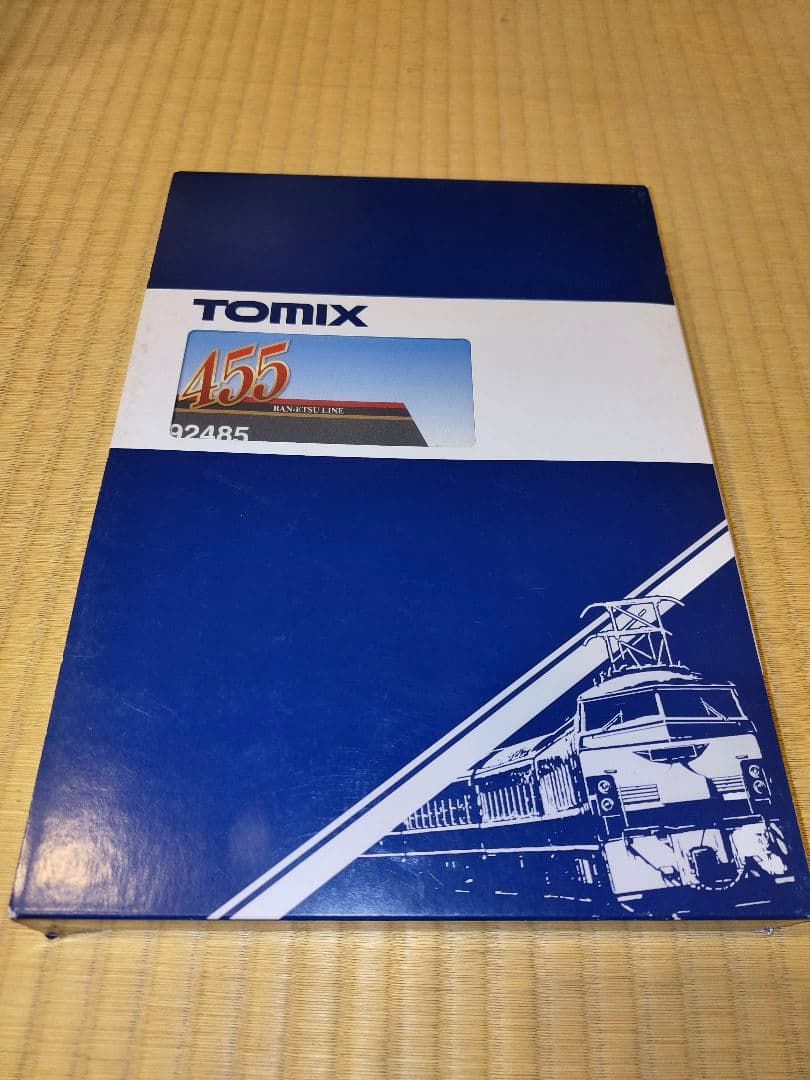 TOMIX
455
BAN-ETSU LINE
92485